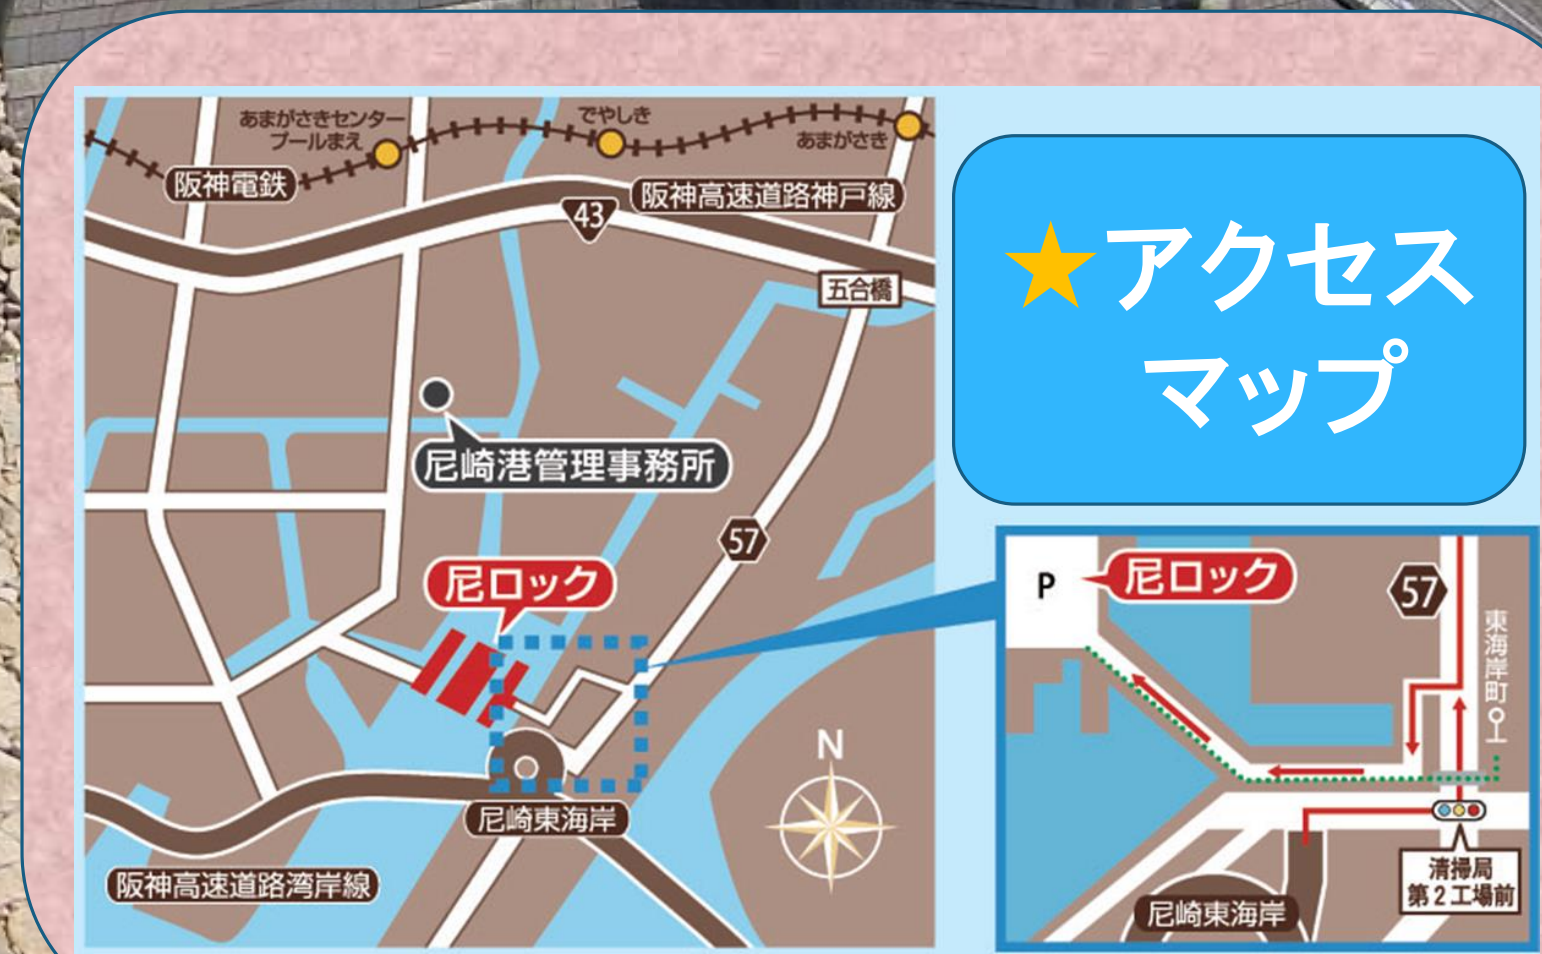 あまがさきセンター
プールまえ
でやしき
あまがさき
阪神電鉄
阪神高速道路神戸線
43
五合橋
尼崎港管理事務所
57
尼ロック
N
尼崎東海岸
阪神高速道路湾岸線
★アクセス
マップ
P
尼ロック
57
東海岸町
清掃局
第2工場前
尼崎東海岸